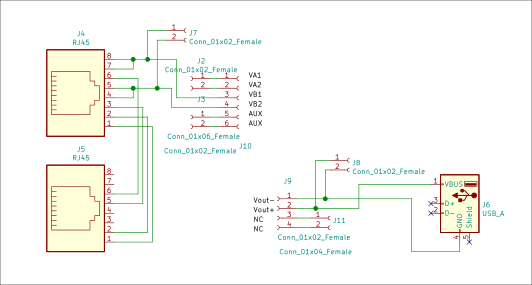 J4
RJ45
8
7
6
5
4
3
2
1
J7
1
2
Conn_01x02_Female
J2
Conn_01x02_Female
1 1 VA1
2 2 VA2
3 VB1
4 VB2
J3
1 5 AUX
2 6 AUX
Conn_01x06_Female
J10
Conn_01x02_Female
J5
RJ45
8
7
6
5
4
3
2
1
J8
1
2
Conn_01x02_Female
J9
Vout- 1
Vout+ 2
NC 3
NC 4
1
2
J11
Conn_01x02_Female
Conn_01x04_Female
1 VBUS
3 D+
2 D-
GND
Shield
4
5
J6
USB_A